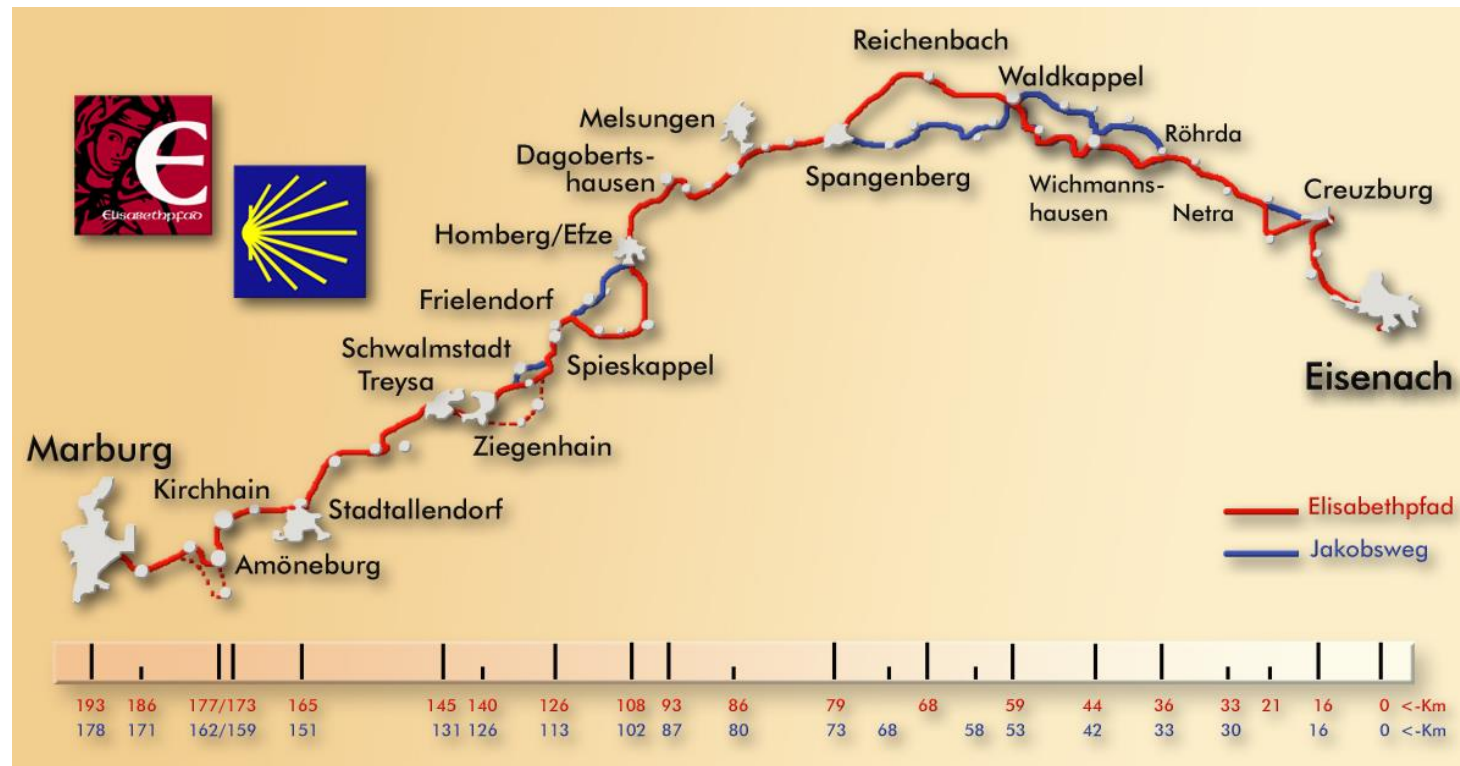 Reichenbach
Waldkappel
Melsungen
Röhrda
Dagoberts-
hausen
Spangenberg
Wichmanns-
hausen
Creuzburg
Netra
E
Elisabethpfad
Homberg/Efze
Frielendorf
Schwalmstadt
Treysa
Spieskappel
Eisenach
Ziegenhain
Marburg
Kirchhain
Stadtallendorf
Amöneburg
Elisabethpfad
Jakobsweg
193 186 177/173 165 145 140 126 108 93 86 79 68 59 44 36 33 21 16 0 <-Km
178 171 162/159 151 131 126 113 102 87 80 73 68 58 53 42 33 30 16 0 <-Km